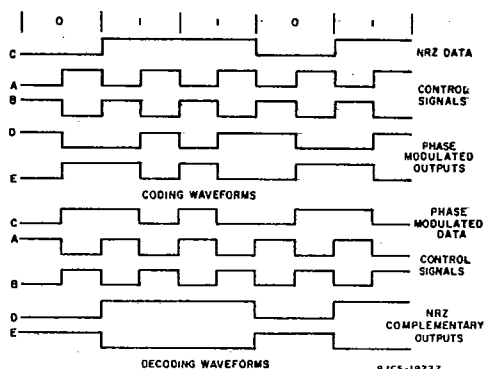 0 1 1 0 1
C NRZ DATA
A CONTROL
B SIGNALS
D PHASE
MODULATED
E OUTPUTS
CODING WAVEFORMS
C PHASE
MODULATED
DATA
A CONTROL
B SIGNALS
D NRZ
E COMPLEMENTARY
OUTPUTS
DECODING WAVEFORMS